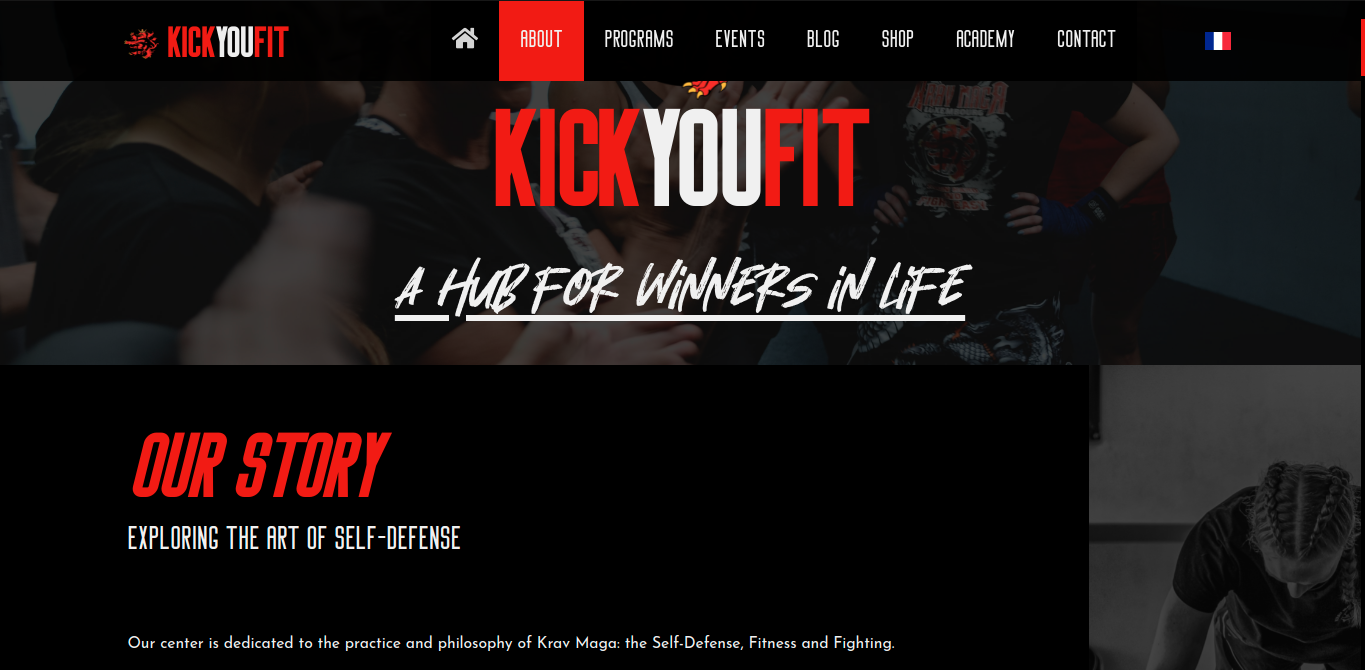 KICKYOUFIT
ABOUT PROGRAMS EVENTS BLOG SHOP ACADEMY CONTACT
KICKYOUFIT
A HUB FOR WINNERS IN LIFE
OUR STORY
EXPLORING THE ART OF SELF-DEFENSE
Our center is dedicated to the practice and philosophy of Krav Maga: the Self-Defense, Fitness and Fighting.